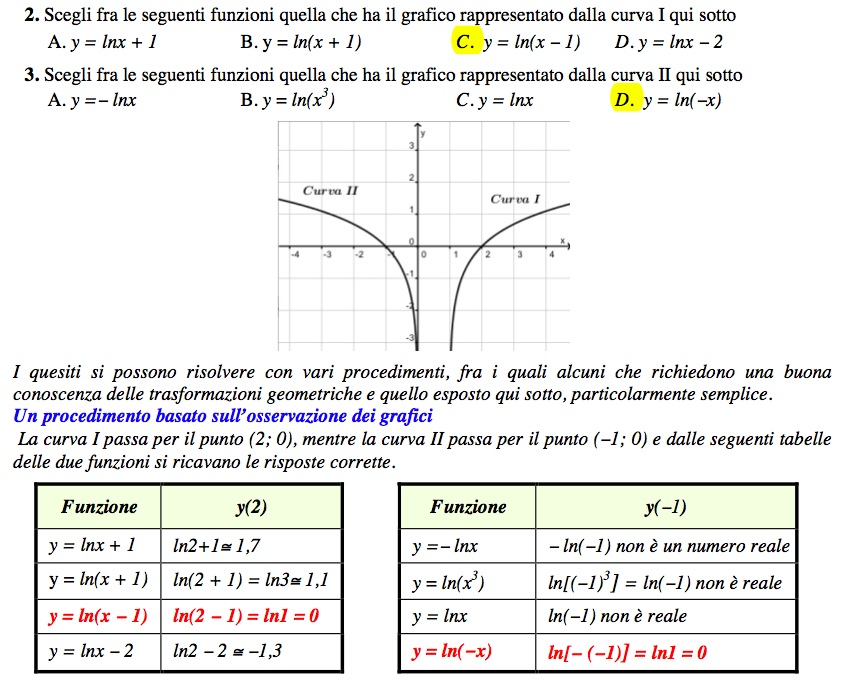 2. Scegli fra le seguenti funzioni quella che ha il grafico rappresentato dalla curva I qui sotto
A. y = lnx + 1 B. y = ln(x + 1) C. y = ln(x – 1) D. y = lnx – 2
3. Scegli fra le seguenti funzioni quella che ha il grafico rappresentato dalla curva II qui sotto
A. y =– lnx B. y = ln(x³) C. y = lnx D. y = ln(–x)
y
3
2
Curva II
Curva I
1
0
x
-4 -3 -2 0 1 2 3 4
-1
-2
-3
I quesiti si possono risolvere con vari procedimenti, fra i quali alcuni che richiedono una buona
conoscenza delle trasformazioni geometriche e quello esposto qui sotto, particolarmente semplice.
Un procedimento basato sull’osservazione dei grafici
La curva I passa per il punto (2; 0), mentre la curva II passa per il punto (–1; 0) e dalle seguenti tabelle
delle due funzioni si ricavano le risposte corrette.
Funzione y(2)
y = lnx + 1 ln2+1≅ 1,7
y = ln(x + 1) ln(2 + 1) = ln3≅ 1,1
y = ln(x – 1) ln(2 – 1) = ln1 = 0
y = lnx – 2 ln2 – 2 ≅ –1,3
Funzione y(–1)
y =– lnx – ln(–1) non è un numero reale
y = ln(x³) ln[(–1)³] = ln(–1) non è reale
y = lnx ln(–1) non è reale
y = ln(–x) ln[– (–1)] = ln1 = 0